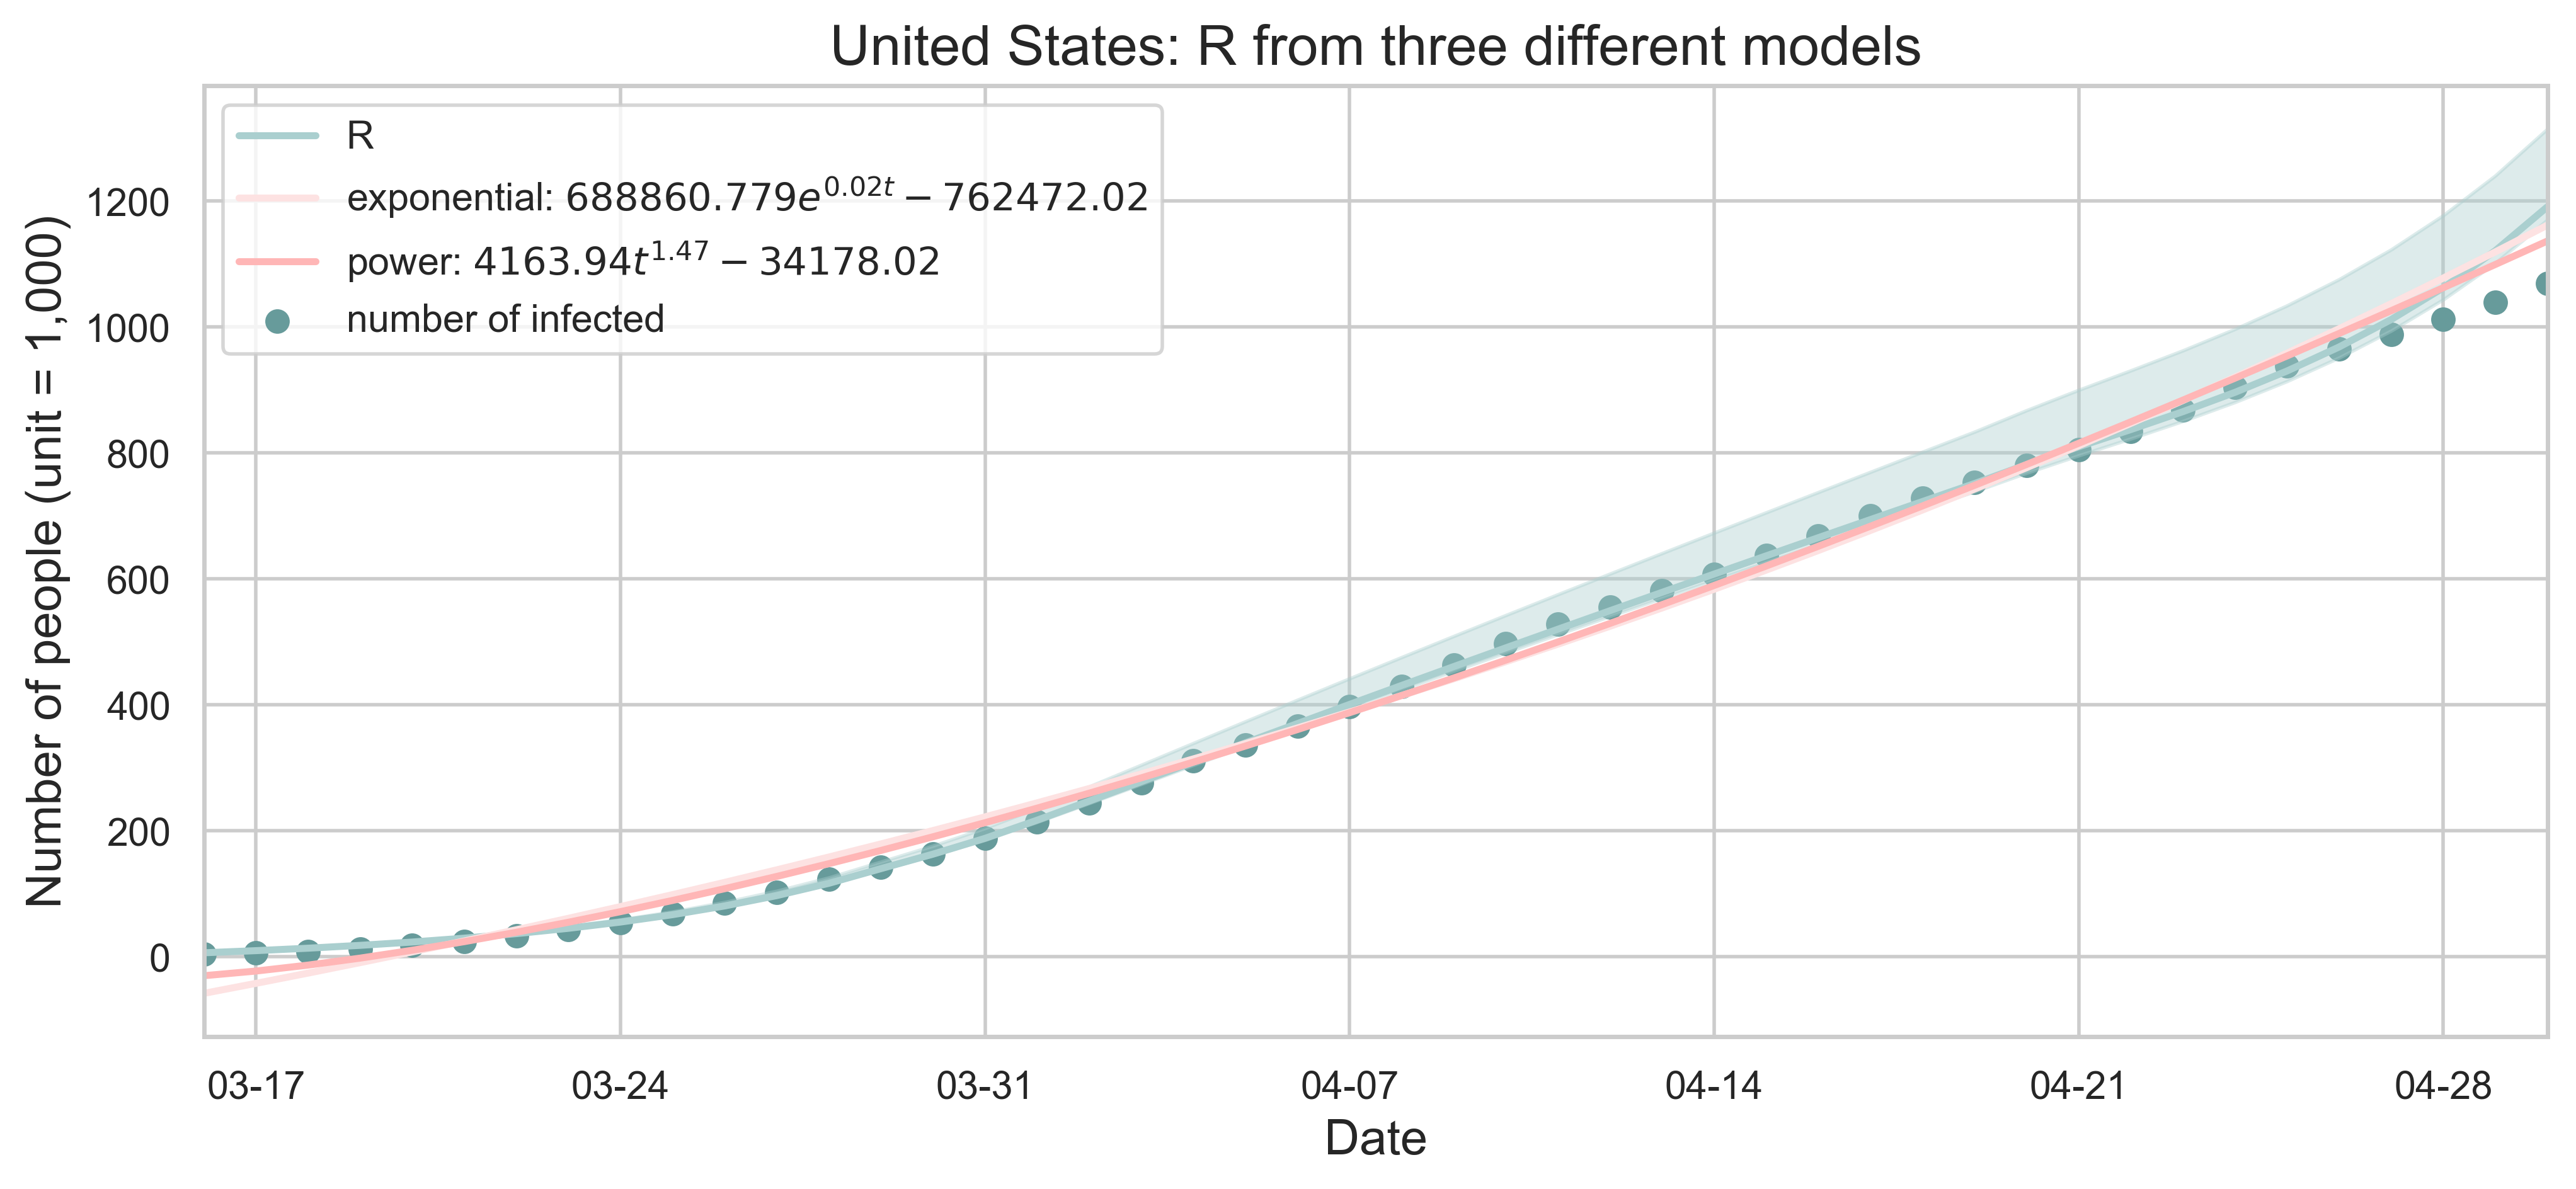 United States: R from three different models
R
exponential: 688860.779e^{0.02t} − 762472.02
power: 4163.94t^{1.47} − 34178.02
number of infected
Number of people (unit = 1,000)
1200
1000
800
600
400
200
0
03-17 03-24 03-31 04-07 04-14 04-21 04-28
Date